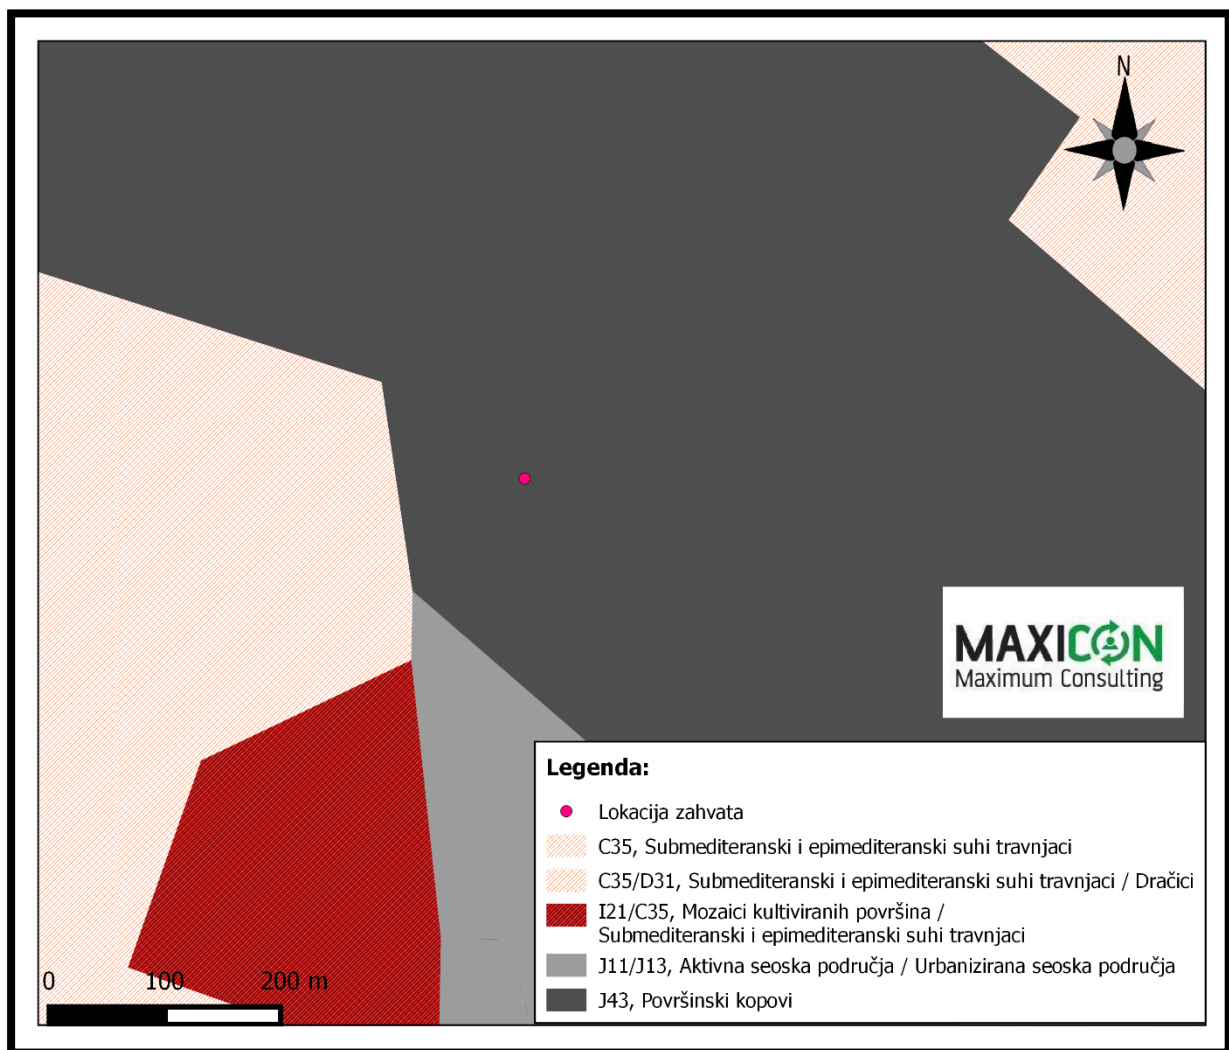 N
MAXICON
Maximum Consulting
Legenda:
Lokacija zahvata
C35, Submediteranski i epimediteranski suhi travnjaci
C35/D31, Submediteranski i epimediteranski suhi travnjaci / Dračici
I21/C35, Mozaici kultiviranih površina /
Submediteranski i epimediteranski suhi travnjaci
J11/J13, Aktivna seoska područja / Urbanizirana seoska područja
J43, Površinski kopovi
0 100 200 m